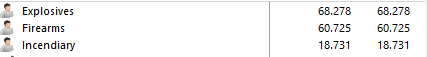 Explosives 68.278 68.278
Firearms 60.725 60.725
Incendiary 18.731 18.731